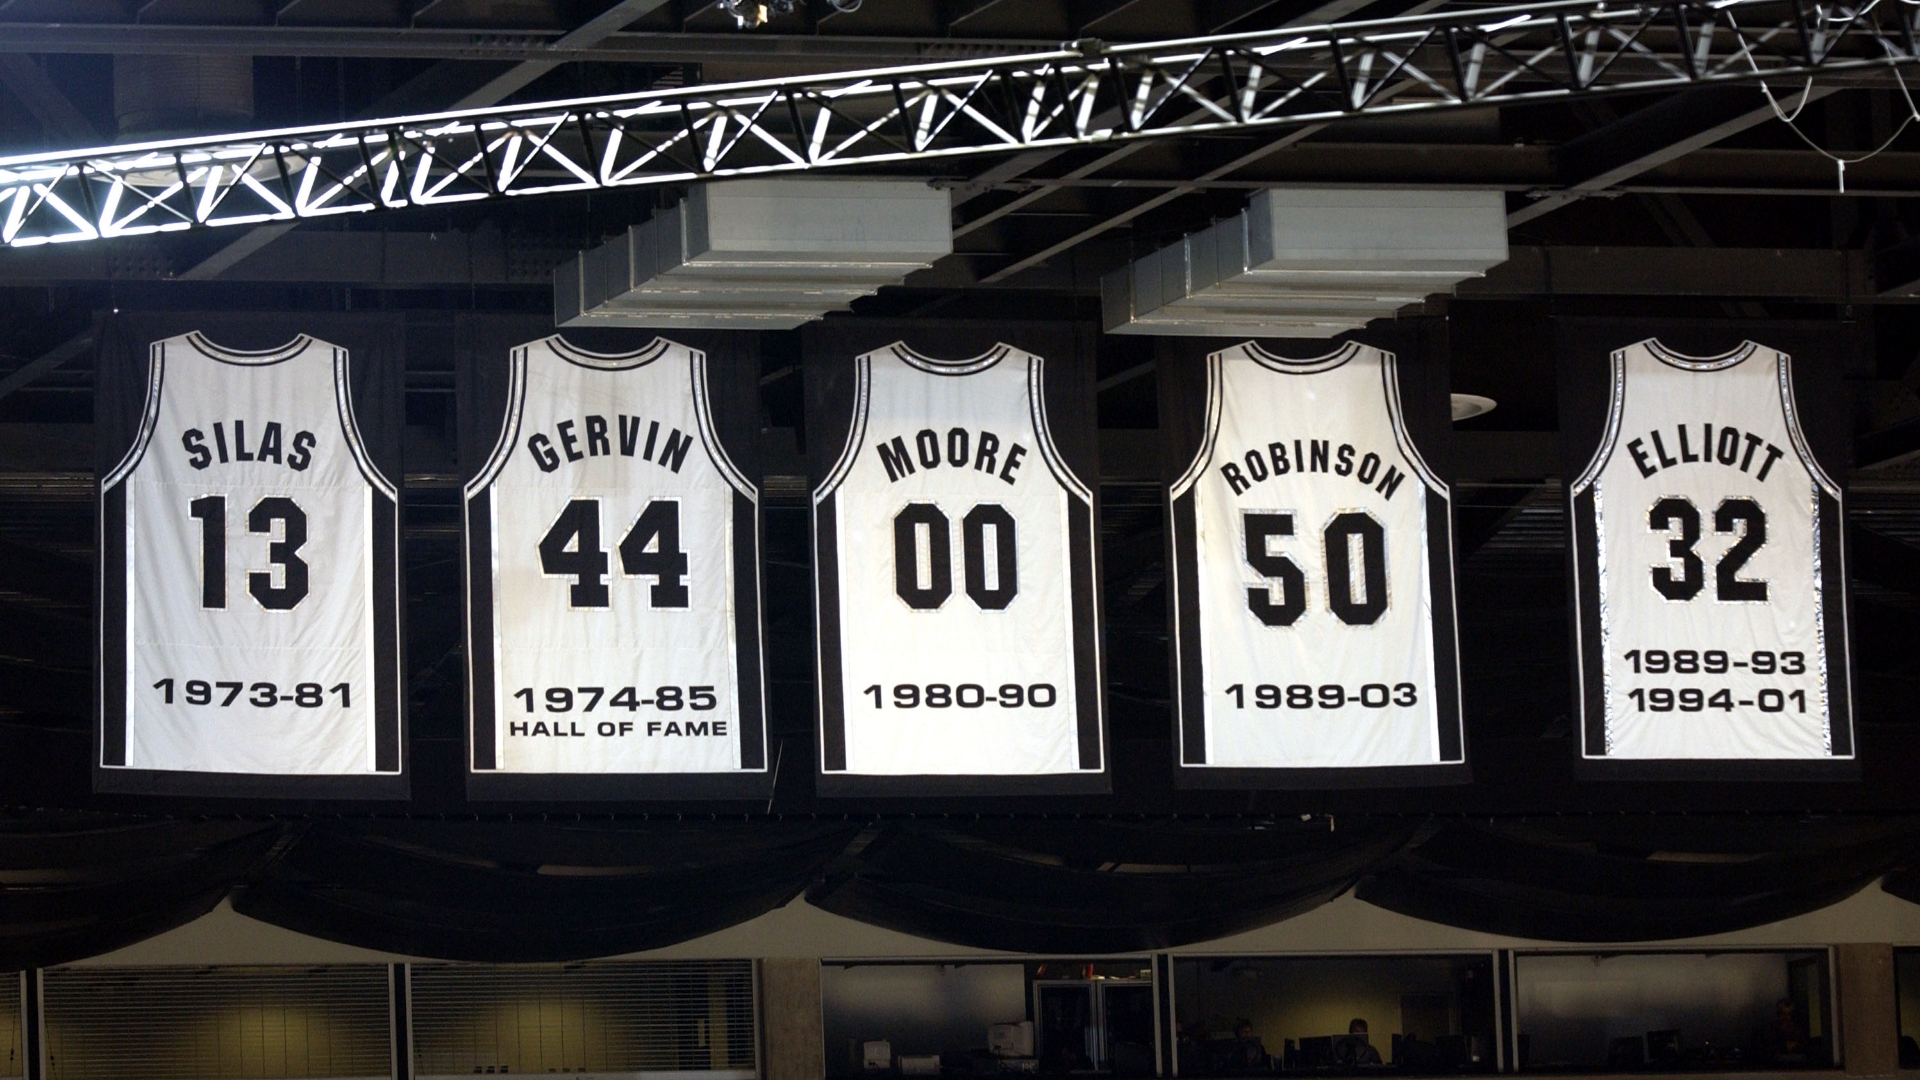 SILAS
13
1973-81
GERVIN
44
1974-85
HALL OF FAME
MOORE
00
1980-90
ROBINSON
50
1989-03
ELLIOTT
32
1989-93
1994-01